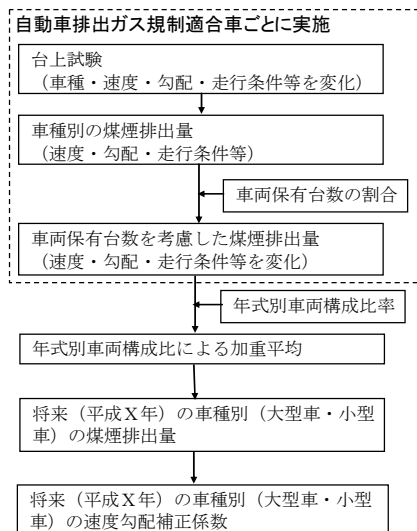 自動車排出ガス規制適合車ごとに実施
台上試験
（車種・速度・勾配・走行条件等を変化）
車種別の煤煙排出量
（速度・勾配・走行条件等）
車両保有台数の割合
車両保有台数を考慮した煤煙排出量
（速度・勾配・走行条件等を変化）
年式別車両構成比率
年式別車両構成比による加重平均
将来（平成Ｘ年）の車種別（大型車・小型
車）の煤煙排出量
将来（平成Ｘ年）の車種別（大型車・小型
車）の速度勾配補正係数